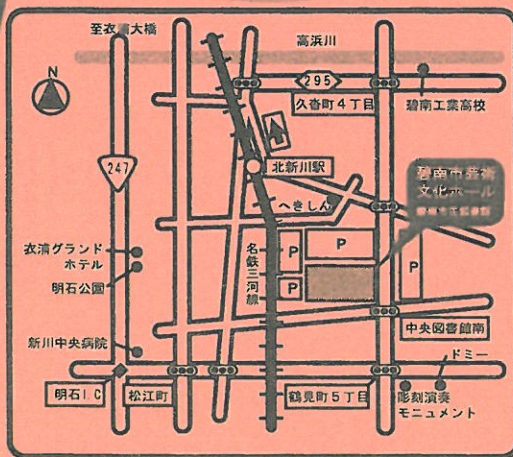 至衣浦大橋
高浜川
N
295
久沓町4丁目
碧南工業高校
247
北新川駅
碧南市芸術
文化ホール
へきしん
衣浦グランド
ホテル
明石公園
名鉄三河線
P
P
P
P
新川中央病院
中央図書館南
ドミー
明石I.C
松江町
鶴見町5丁目
彫刻演奏
モニュメント